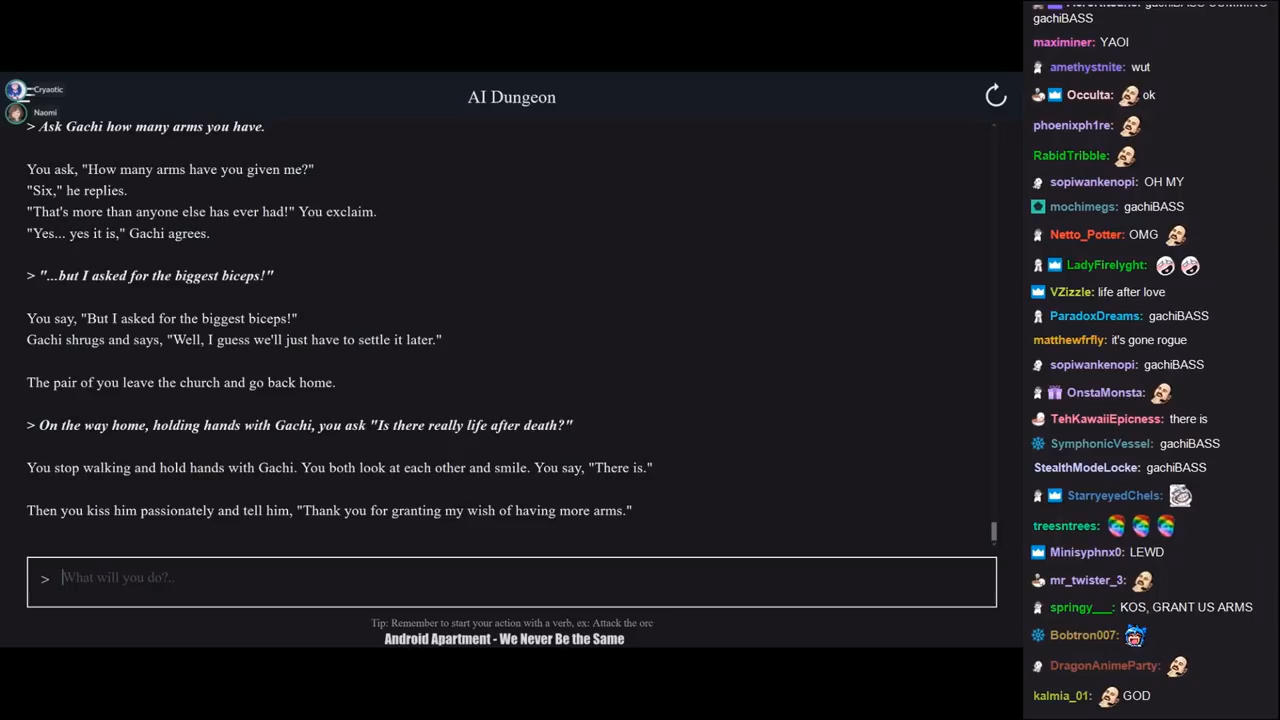 Cryaotic
Naomi
AI Dungeon
> Ask Gachi how many arms you have.
You ask, "How many arms have you given me?"
"Six," he replies.
"That's more than anyone else has ever had!" You exclaim.
"Yes... yes it is," Gachi agrees.
> "...but I asked for the biggest biceps!"
You say, "But I asked for the biggest biceps!"
Gachi shrugs and says, "Well, I guess we'll just have to settle it later."
The pair of you leave the church and go back home.
> On the way home, holding hands with Gachi, you ask "Is there really life after death?"
You stop walking and hold hands with Gachi. You both look at each other and smile. You say, "There is."
Then you kiss him passionately and tell him, "Thank you for granting my wish of having more arms."
> What will you do?..
Tip: Remember to start your action with a verb, ex: Attack the orc
Android Apartment - We Never Be the Same
gachiBASS
maximiner: YAOI
amethystnite: wut
Occulta: ok
phoenixph1re:
RabidTribble:
sopiwankenopi: OH MY
mochimegs: gachiBASS
Netto_Potter: OMG
LadyFirelyght:
VZizzle: life after love
ParadoxDreams: gachiBASS
matthewfrfly: it's gone rogue
sopiwankenopi: gachiBASS
OnstaMonsta:
TehKawaiiEpicness: there is
SymphonicVessel: gachiBASS
StealthModeLocke: gachiBASS
StarryeyedChels:
treesntrees:
Minisyphnx0: LEWD
mr_twister_3:
springy___: KOS, GRANT US ARMS
Bobtron007:
DragonAnimeParty:
kalmia_01: GOD